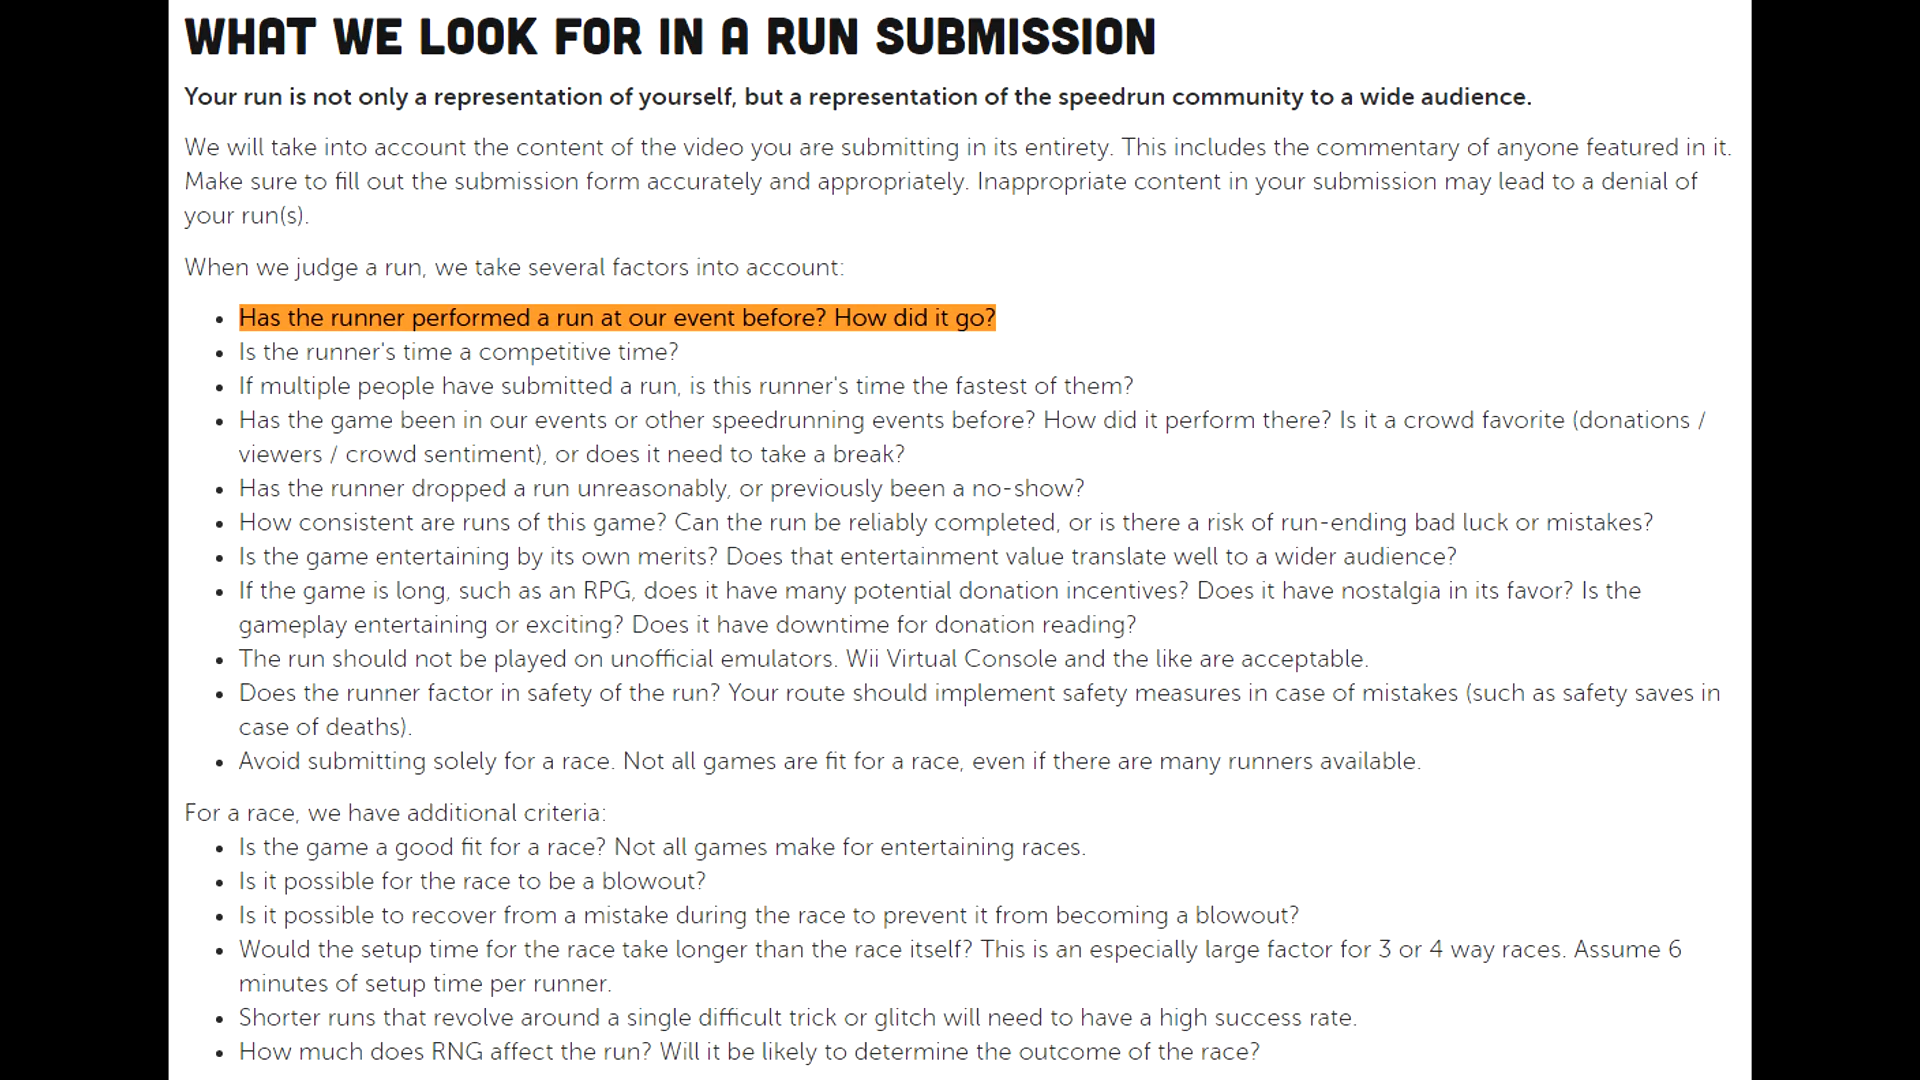 WHAT WE LOOK FOR IN A RUN SUBMISSION
Your run is not only a representation of yourself, but a representation of the speedrun community to a wide audience.
We will take into account the content of the video you are submitting in its entirety. This includes the commentary of anyone featured in it.
Make sure to fill out the submission form accurately and appropriately. Inappropriate content in your submission may lead to a denial of
your run(s).
When we judge a run, we take several factors into account:
• Has the runner performed a run at our event before? How did it go?
• Is the runner's time a competitive time?
• If multiple people have submitted a run, is this runner's time the fastest of them?
• Has the game been in our events or other speedrunning events before? How did it perform there? Is it a crowd favorite (donations /
viewers / crowd sentiment), or does it need to take a break?
• Has the runner dropped a run unreasonably, or previously been a no-show?
• How consistent are runs of this game? Can the run be reliably completed, or is there a risk of run-ending bad luck or mistakes?
• Is the game entertaining by its own merits? Does that entertainment value translate well to a wider audience?
• If the game is long, such as an RPG, does it have many potential donation incentives? Does it have nostalgia in its favor? Is the
gameplay entertaining or exciting? Does it have downtime for donation reading?
• The run should not be played on unofficial emulators. Wii Virtual Console and the like are acceptable.
• Does the runner factor in safety of the run? Your route should implement safety measures in case of mistakes (such as safety saves in
case of deaths).
• Avoid submitting solely for a race. Not all games are fit for a race, even if there are many runners available.
For a race, we have additional criteria:
• Is the game a good fit for a race? Not all games make for entertaining races.
• Is it possible for the race to be a blowout?
• Is it possible to recover from a mistake during the race to prevent it from becoming a blowout?
• Would the setup time for the race take longer than the race itself? This is an especially large factor for 3 or 4 way races. Assume 6
minutes of setup time per runner.
• Shorter runs that revolve around a single difficult trick or glitch will need to have a high success rate.
• How much does RNG affect the run? Will it be likely to determine the outcome of the race?